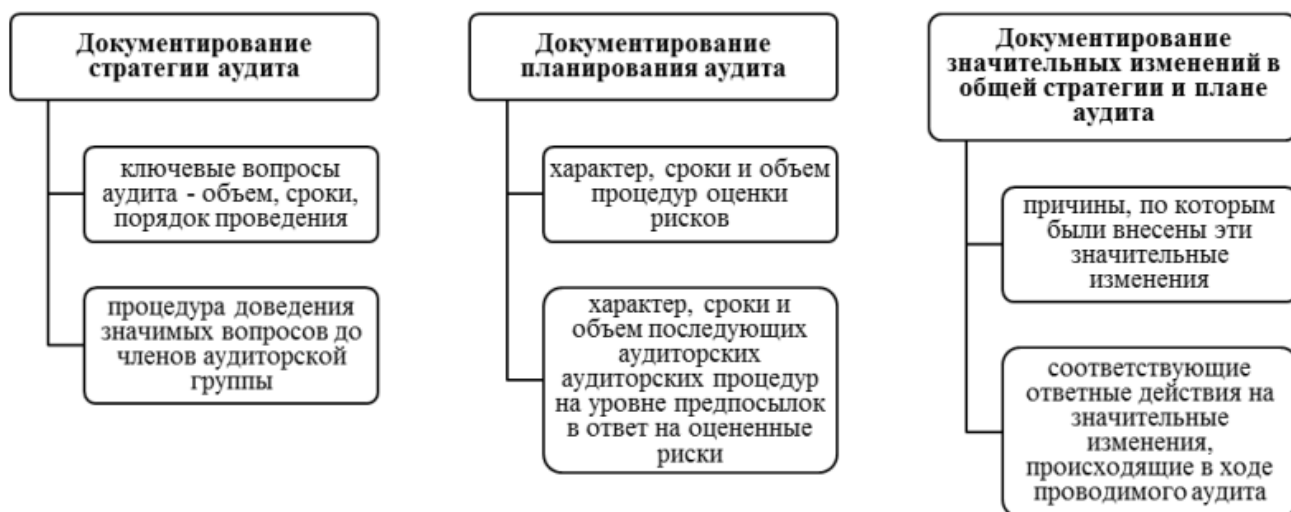 Документирование
стратегии аудита
ключевые вопросы
аудита - объем, сроки,
порядок проведения
процедура доведения
значимых вопросов до
членов аудиторской
группы
Документирование
планирования аудита
характер, сроки и объем
процедур оценки
рисков
характер, сроки и
объем последующих
аудиторских
аудиторских процедур
на уровне предпосылок
в ответ на оцененные
риски
Документирование
значительных изменений в
общей стратегии и плане
аудита
причины, по которым
были внесены эти
значительные
изменения
соответствующие
ответные действия на
значительные
изменения,
происходящие в ходе
проводимого аудита